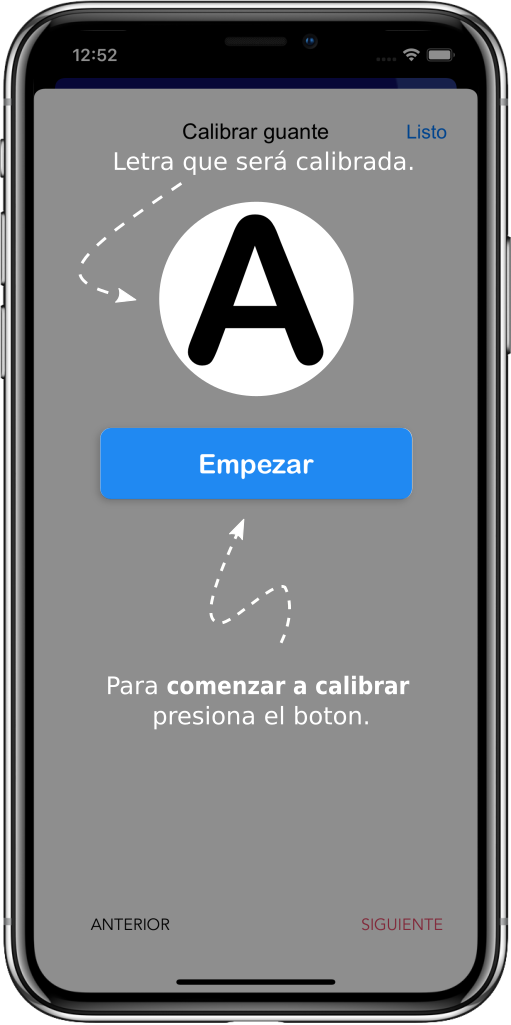 12:52
Calibrar guante
Listo
Letra que será calibrada.
A
Empezar
Para comenzar a calibrar
presiona el boton.
ANTERIOR
SIGUIENTE